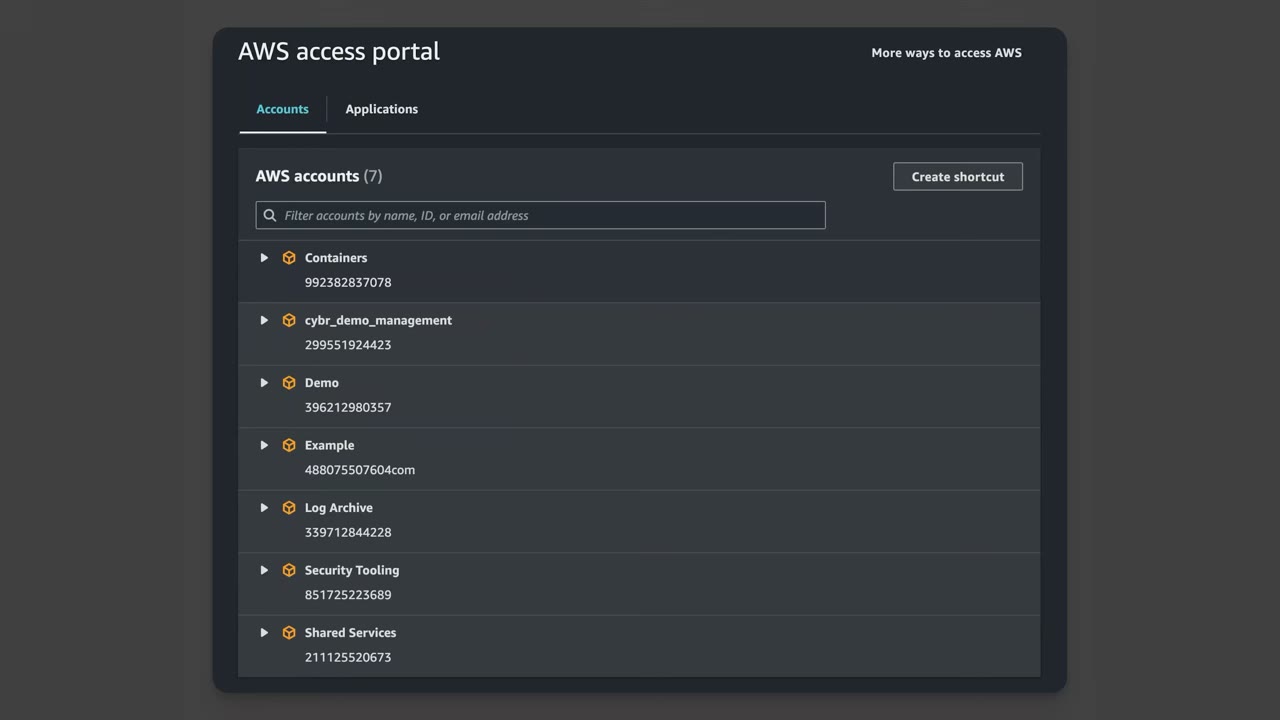 AWS access portal
More ways to access AWS
Accounts
Applications
AWS accounts (7)
Create shortcut
Filter accounts by name, ID, or email address
Containers
992382837078
cybr_demo_management
299551924423
Demo
396212980357
Example
488075507604com
Log Archive
339712844228
Security Tooling
851725223689
Shared Services
211125520673